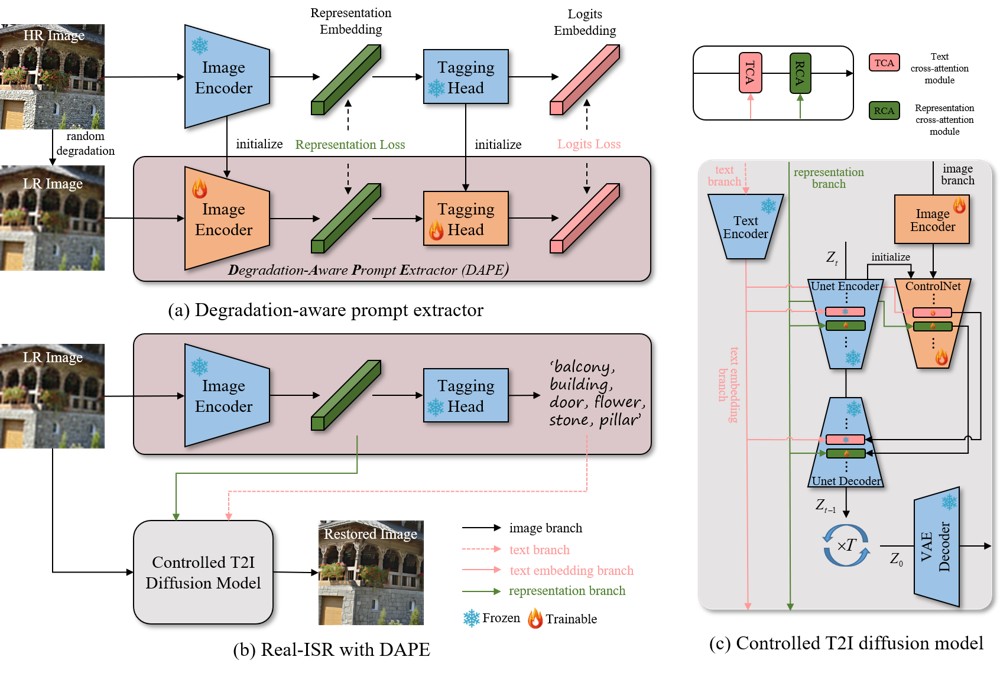 HR Image
Image
Encoder
Representation
Embedding
Tagging
Head
Logits
Embedding
random
degradation
initialize
Representation Loss
initialize
Logits Loss
LR Image
Image
Encoder
Tagging
Head
Degradation-Aware Prompt Extractor (DAPE)
(a) Degradation-aware prompt extractor
LR Image
Image
Encoder
Tagging
Head
‘balcony,
building,
door, flower,
stone, pillar’
Controlled T2I
Diffusion Model
Restored Image
image branch
text branch
text embedding branch
representation branch
Frozen
Trainable
(b) Real-ISR with DAPE
TCA
RCA
TCA
Text
cross-attention
module
RCA
Representation
cross-attention
module
text
branch
representation
branch
image
branch
Text
Encoder
Image
Encoder
Zt
initialize
Unet Encoder
ControlNet
text embedding
branch
Unet Decoder
Zt−1
×T
Z0
VAE
Decoder
(c) Controlled T2I diffusion model